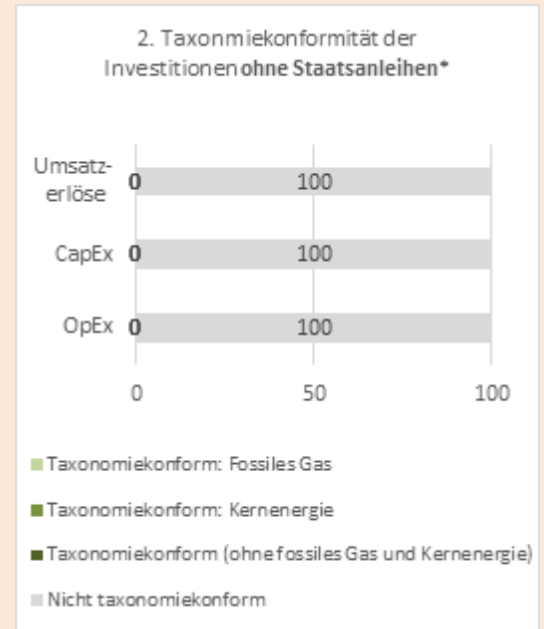 2. Taxonmiekonformität der
Investitionen ohne Staatsanleihen*
Umsatz-
erlöse
0 100
CapEx 0 100
OpEx 0 100
0 50 100
Taxonomiekonform: Fossiles Gas
Taxonomiekonform: Kernenergie
Taxonomiekonform (ohne fossiles Gas und Kernenergie)
Nicht taxonomiekonform